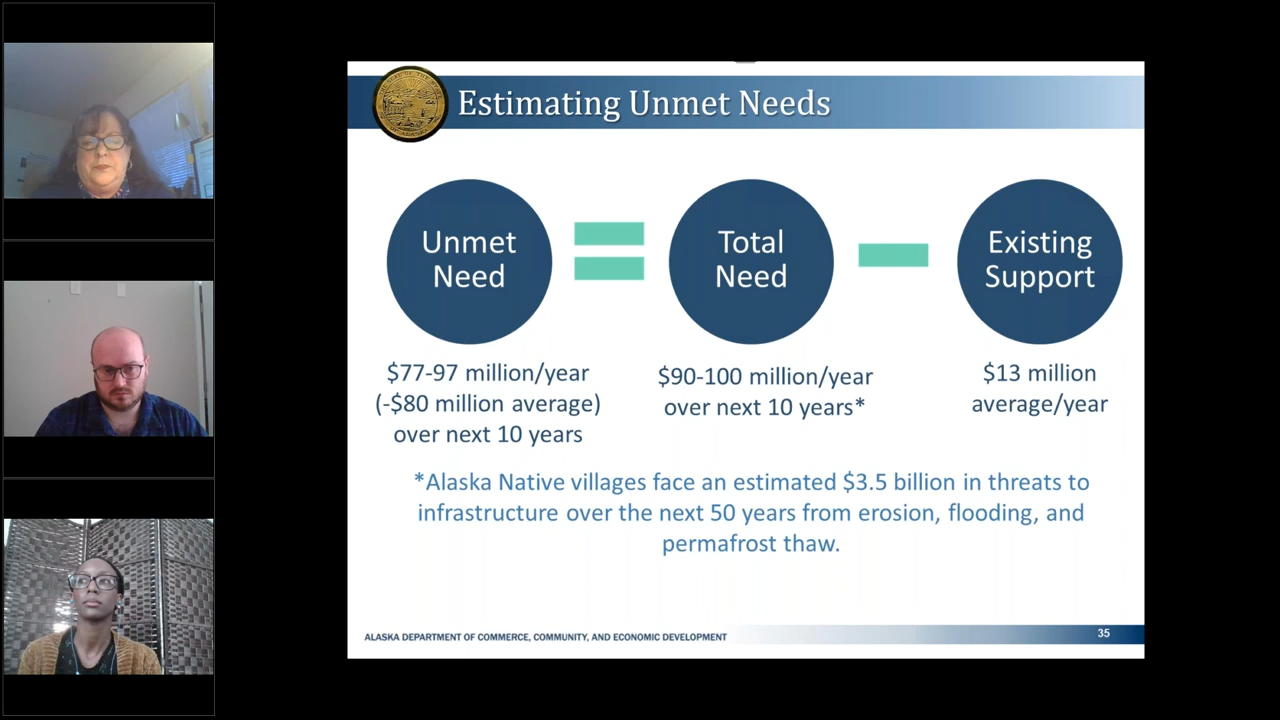 Estimating Unmet Needs
Unmet
Need
Total
Need
Existing
Support
$77-97 million/year
(-$80 million average)
over next 10 years
$90-100 million/year
over next 10 years*
$13 million
average/year
*Alaska Native villages face an estimated $3.5 billion in threats to
infrastructure over the next 50 years from erosion, flooding, and
permafrost thaw.
ALASKA DEPARTMENT OF COMMERCE, COMMUNITY, AND ECONOMIC DEVELOPMENT
35